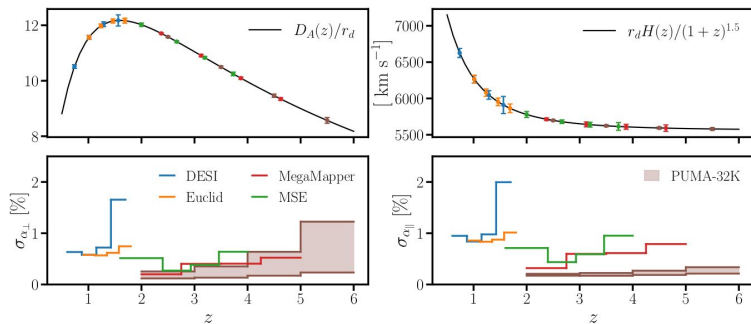 12
10
8
D_A(z)/r_d
7000
6500
6000
5500
[ km s⁻¹]
r_dH(z)/(1 + z)^1.5
2
1
0
σ_α⊥ [%]
DESI
Euclid
MegaMapper
MSE
1 2 3 4 5 6
z
2
1
0
σ_α∥ [%]
PUMA-32K
1 2 3 4 5 6
z